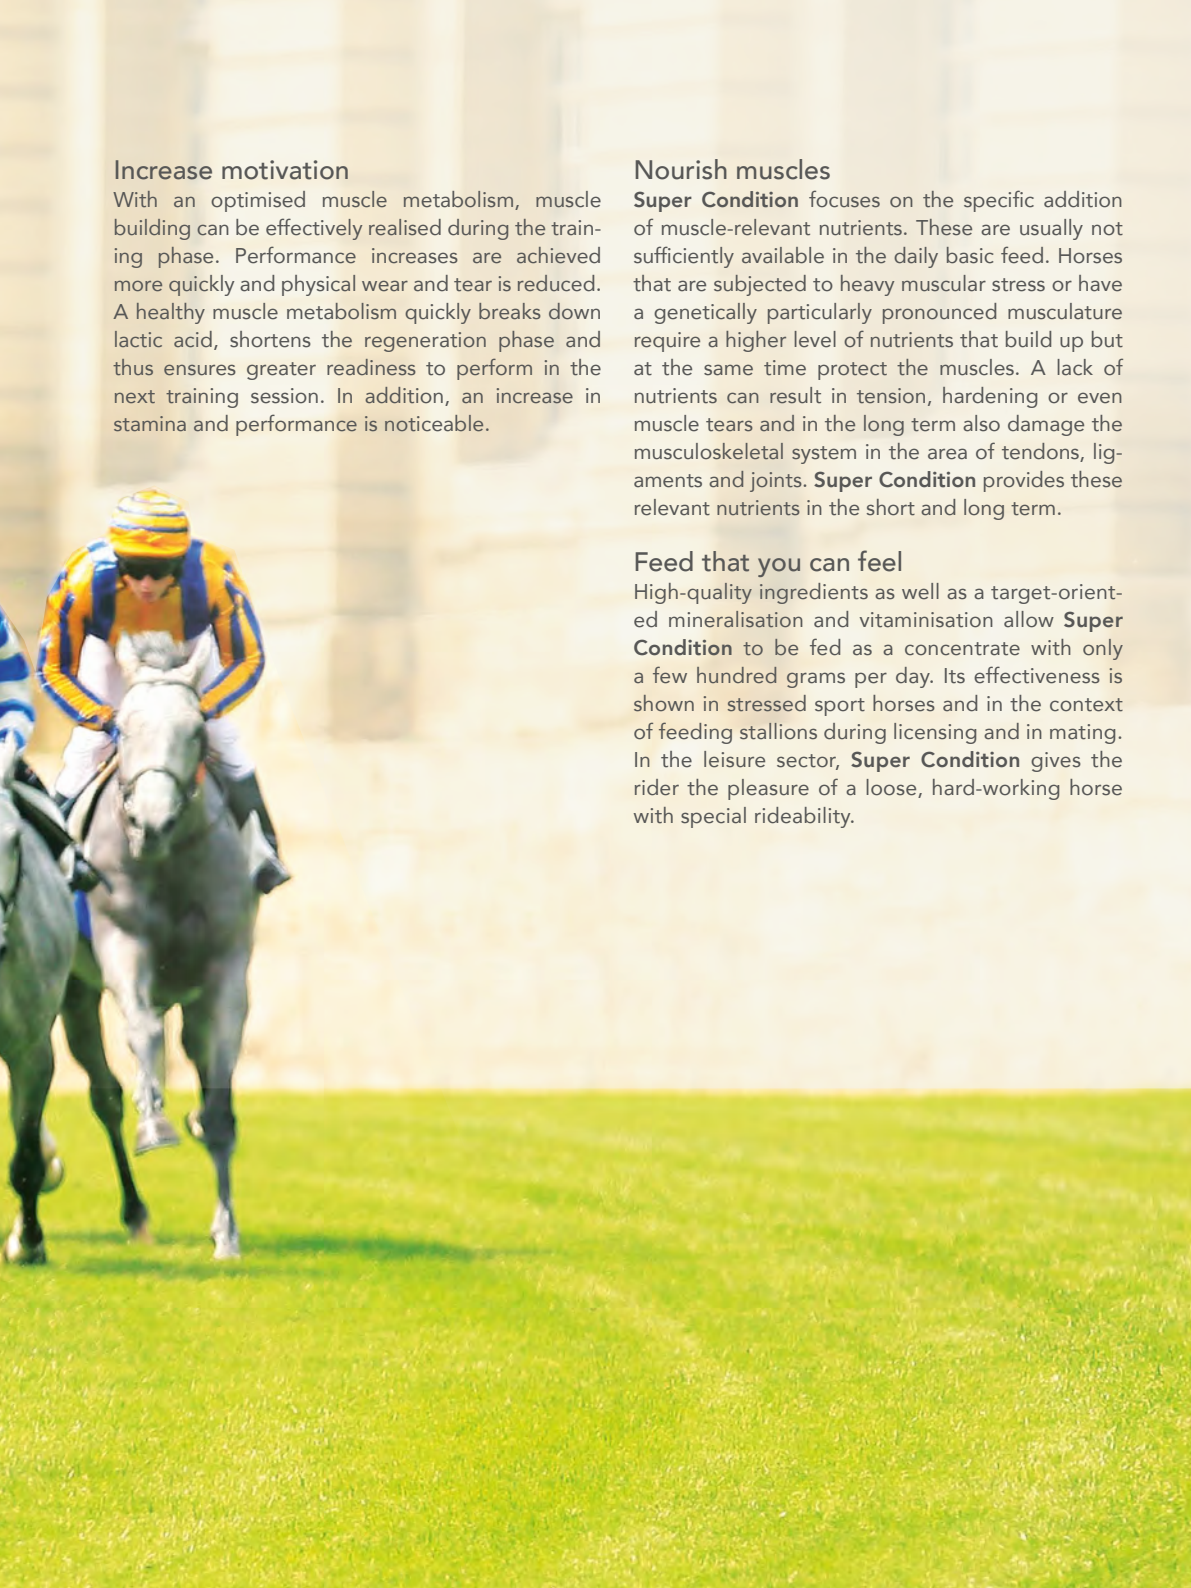 Increase motivation
With an optimised muscle metabolism, muscle
building can be effectively realised during the train-
ing phase. Performance increases are achieved
more quickly and physical wear and tear is reduced.
A healthy muscle metabolism quickly breaks down
lactic acid, shortens the regeneration phase and
thus ensures greater readiness to perform in the
next training session. In addition, an increase in
stamina and performance is noticeable.
Nourish muscles
Super Condition focuses on the specific addition
of muscle-relevant nutrients. These are usually not
sufficiently available in the daily basic feed. Horses
that are subjected to heavy muscular stress or have
a genetically particularly pronounced musculature
require a higher level of nutrients that build up but
at the same time protect the muscles. A lack of
nutrients can result in tension, hardening or even
muscle tears and in the long term also damage the
musculoskeletal system in the area of tendons, lig-
aments and joints. Super Condition provides these
relevant nutrients in the short and long term.
Feed that you can feel
High-quality ingredients as well as a target-orient-
ed mineralisation and vitaminisation allow Super
Condition to be fed as a concentrate with only
a few hundred grams per day. Its effectiveness is
shown in stressed sport horses and in the context
of feeding stallions during licensing and in mating.
In the leisure sector, Super Condition gives the
rider the pleasure of a loose, hard-working horse
with special rideability.